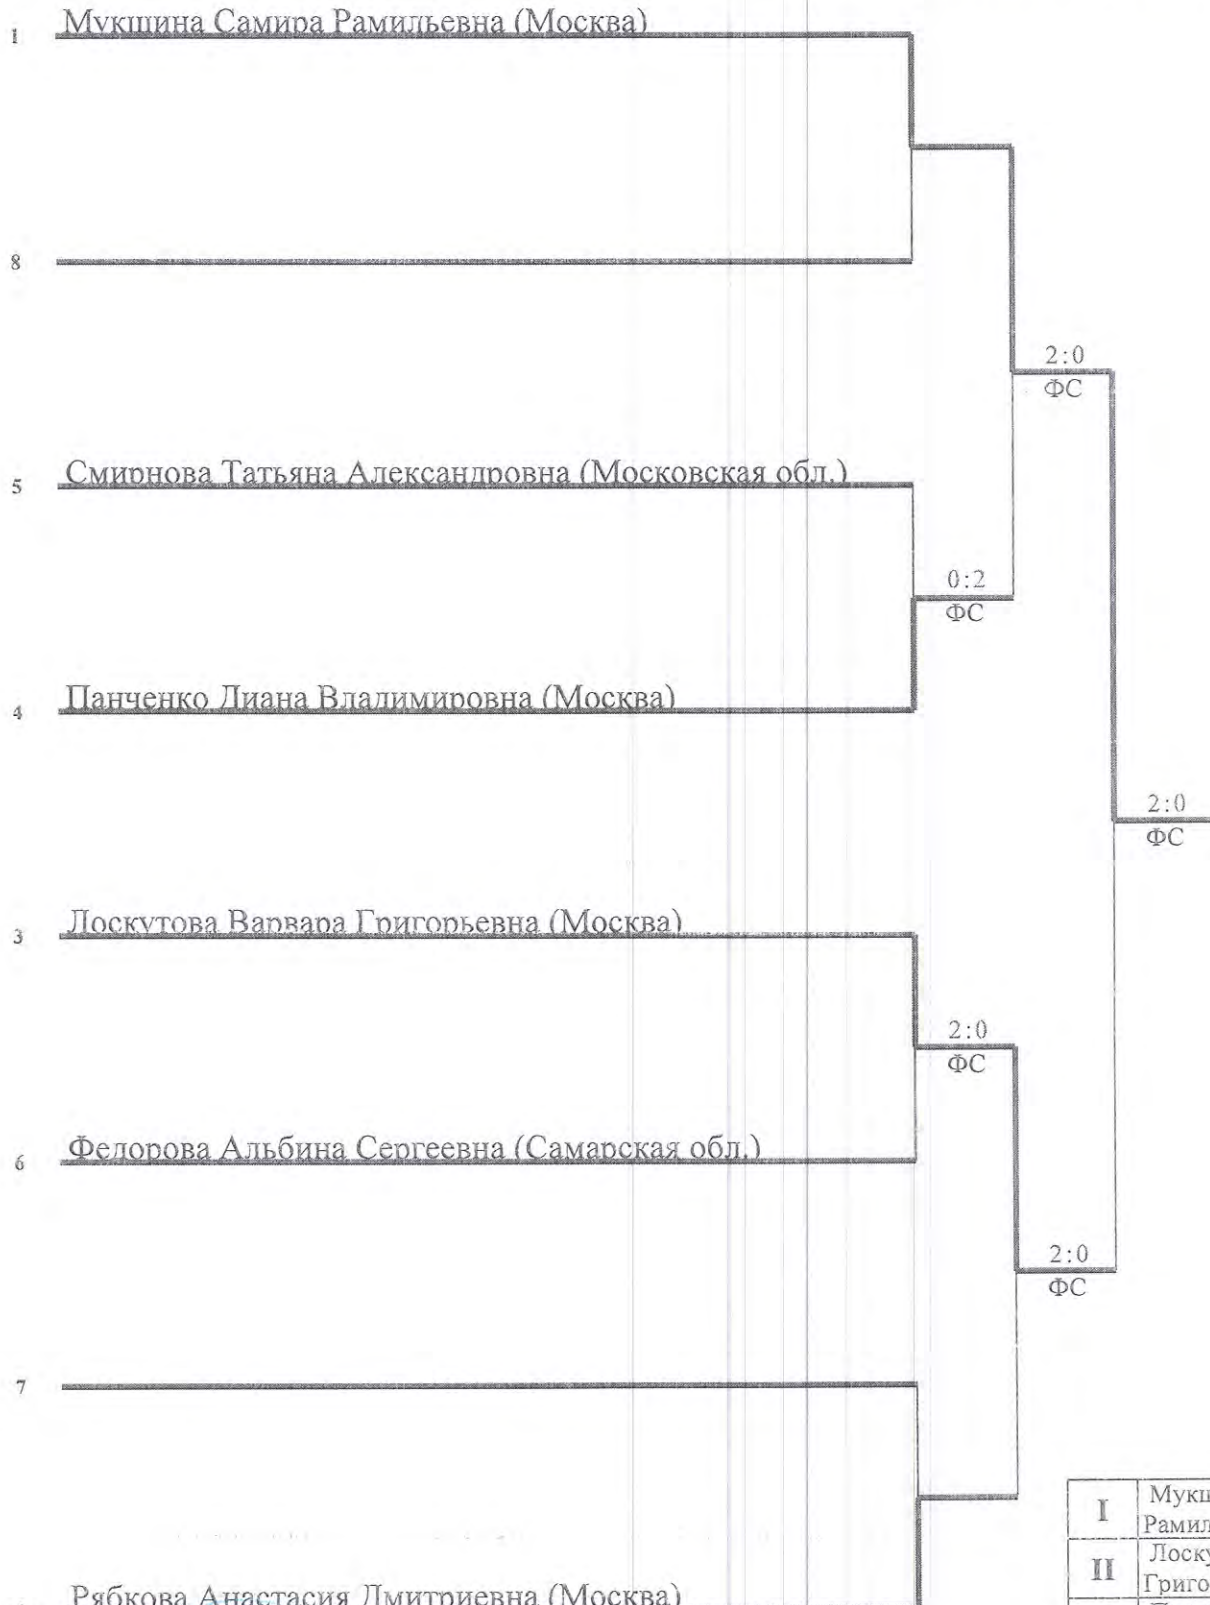 1 Мукшина Самира Рамильевна (Москва)
8
2:0
ФС
5 Смирнова Татьяна Александровна (Московская обл.)
0:2
ФС
4 Панченко Диана Владимировна (Москва)
2:0
ФС
3 Лоскутова Варвара Григорьевна (Москва)
2:0
ФС
6 Федорова Альбина Сергеевна (Самарская обл.)
2:0
ФС
7
I Мукш
Рамил
II Лоску
Григо
Рябкова Анастасия Дмитриевна (Москва)